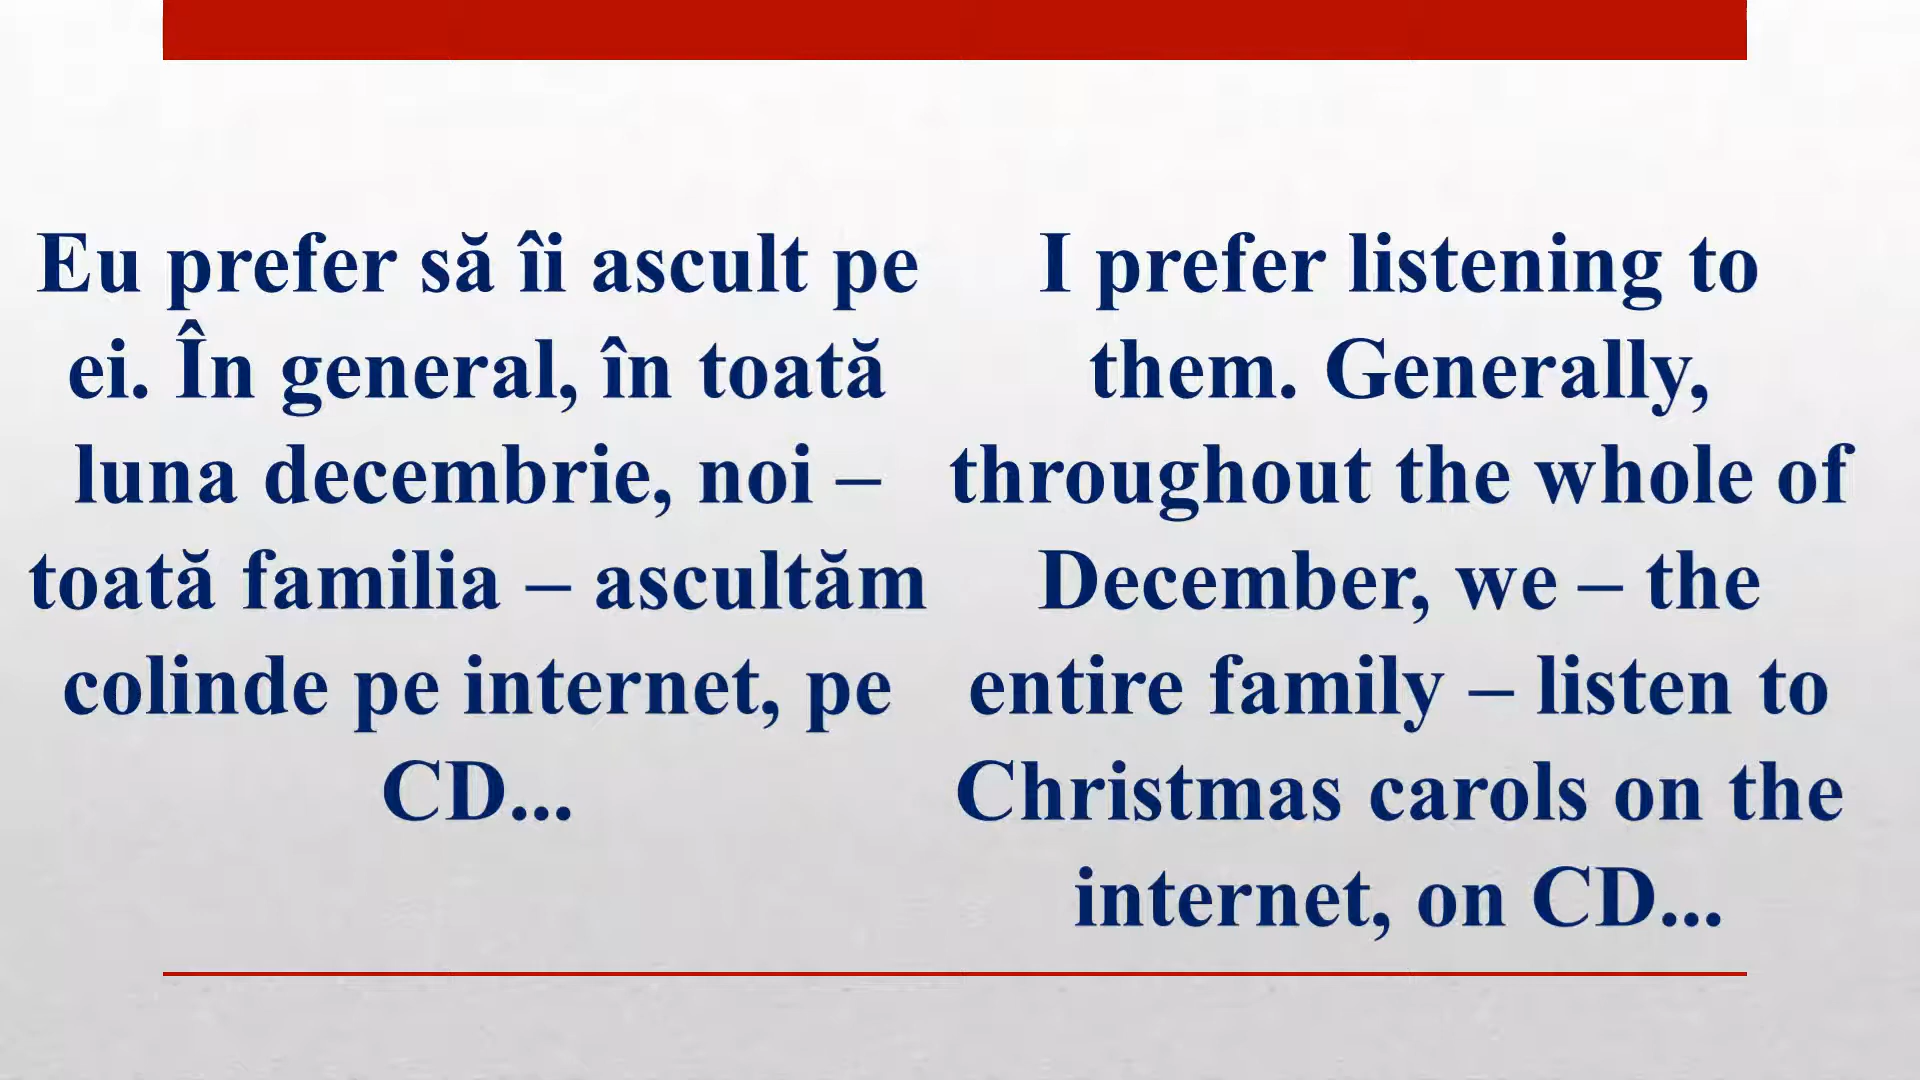 Eu prefer să îi ascult pe
ei. În general, în toată
luna decembrie, noi –
toată familia – ascultăm
colinde pe internet, pe
CD...
I prefer listening to
them. Generally,
throughout the whole of
December, we – the
entire family – listen to
Christmas carols on the
internet, on CD...